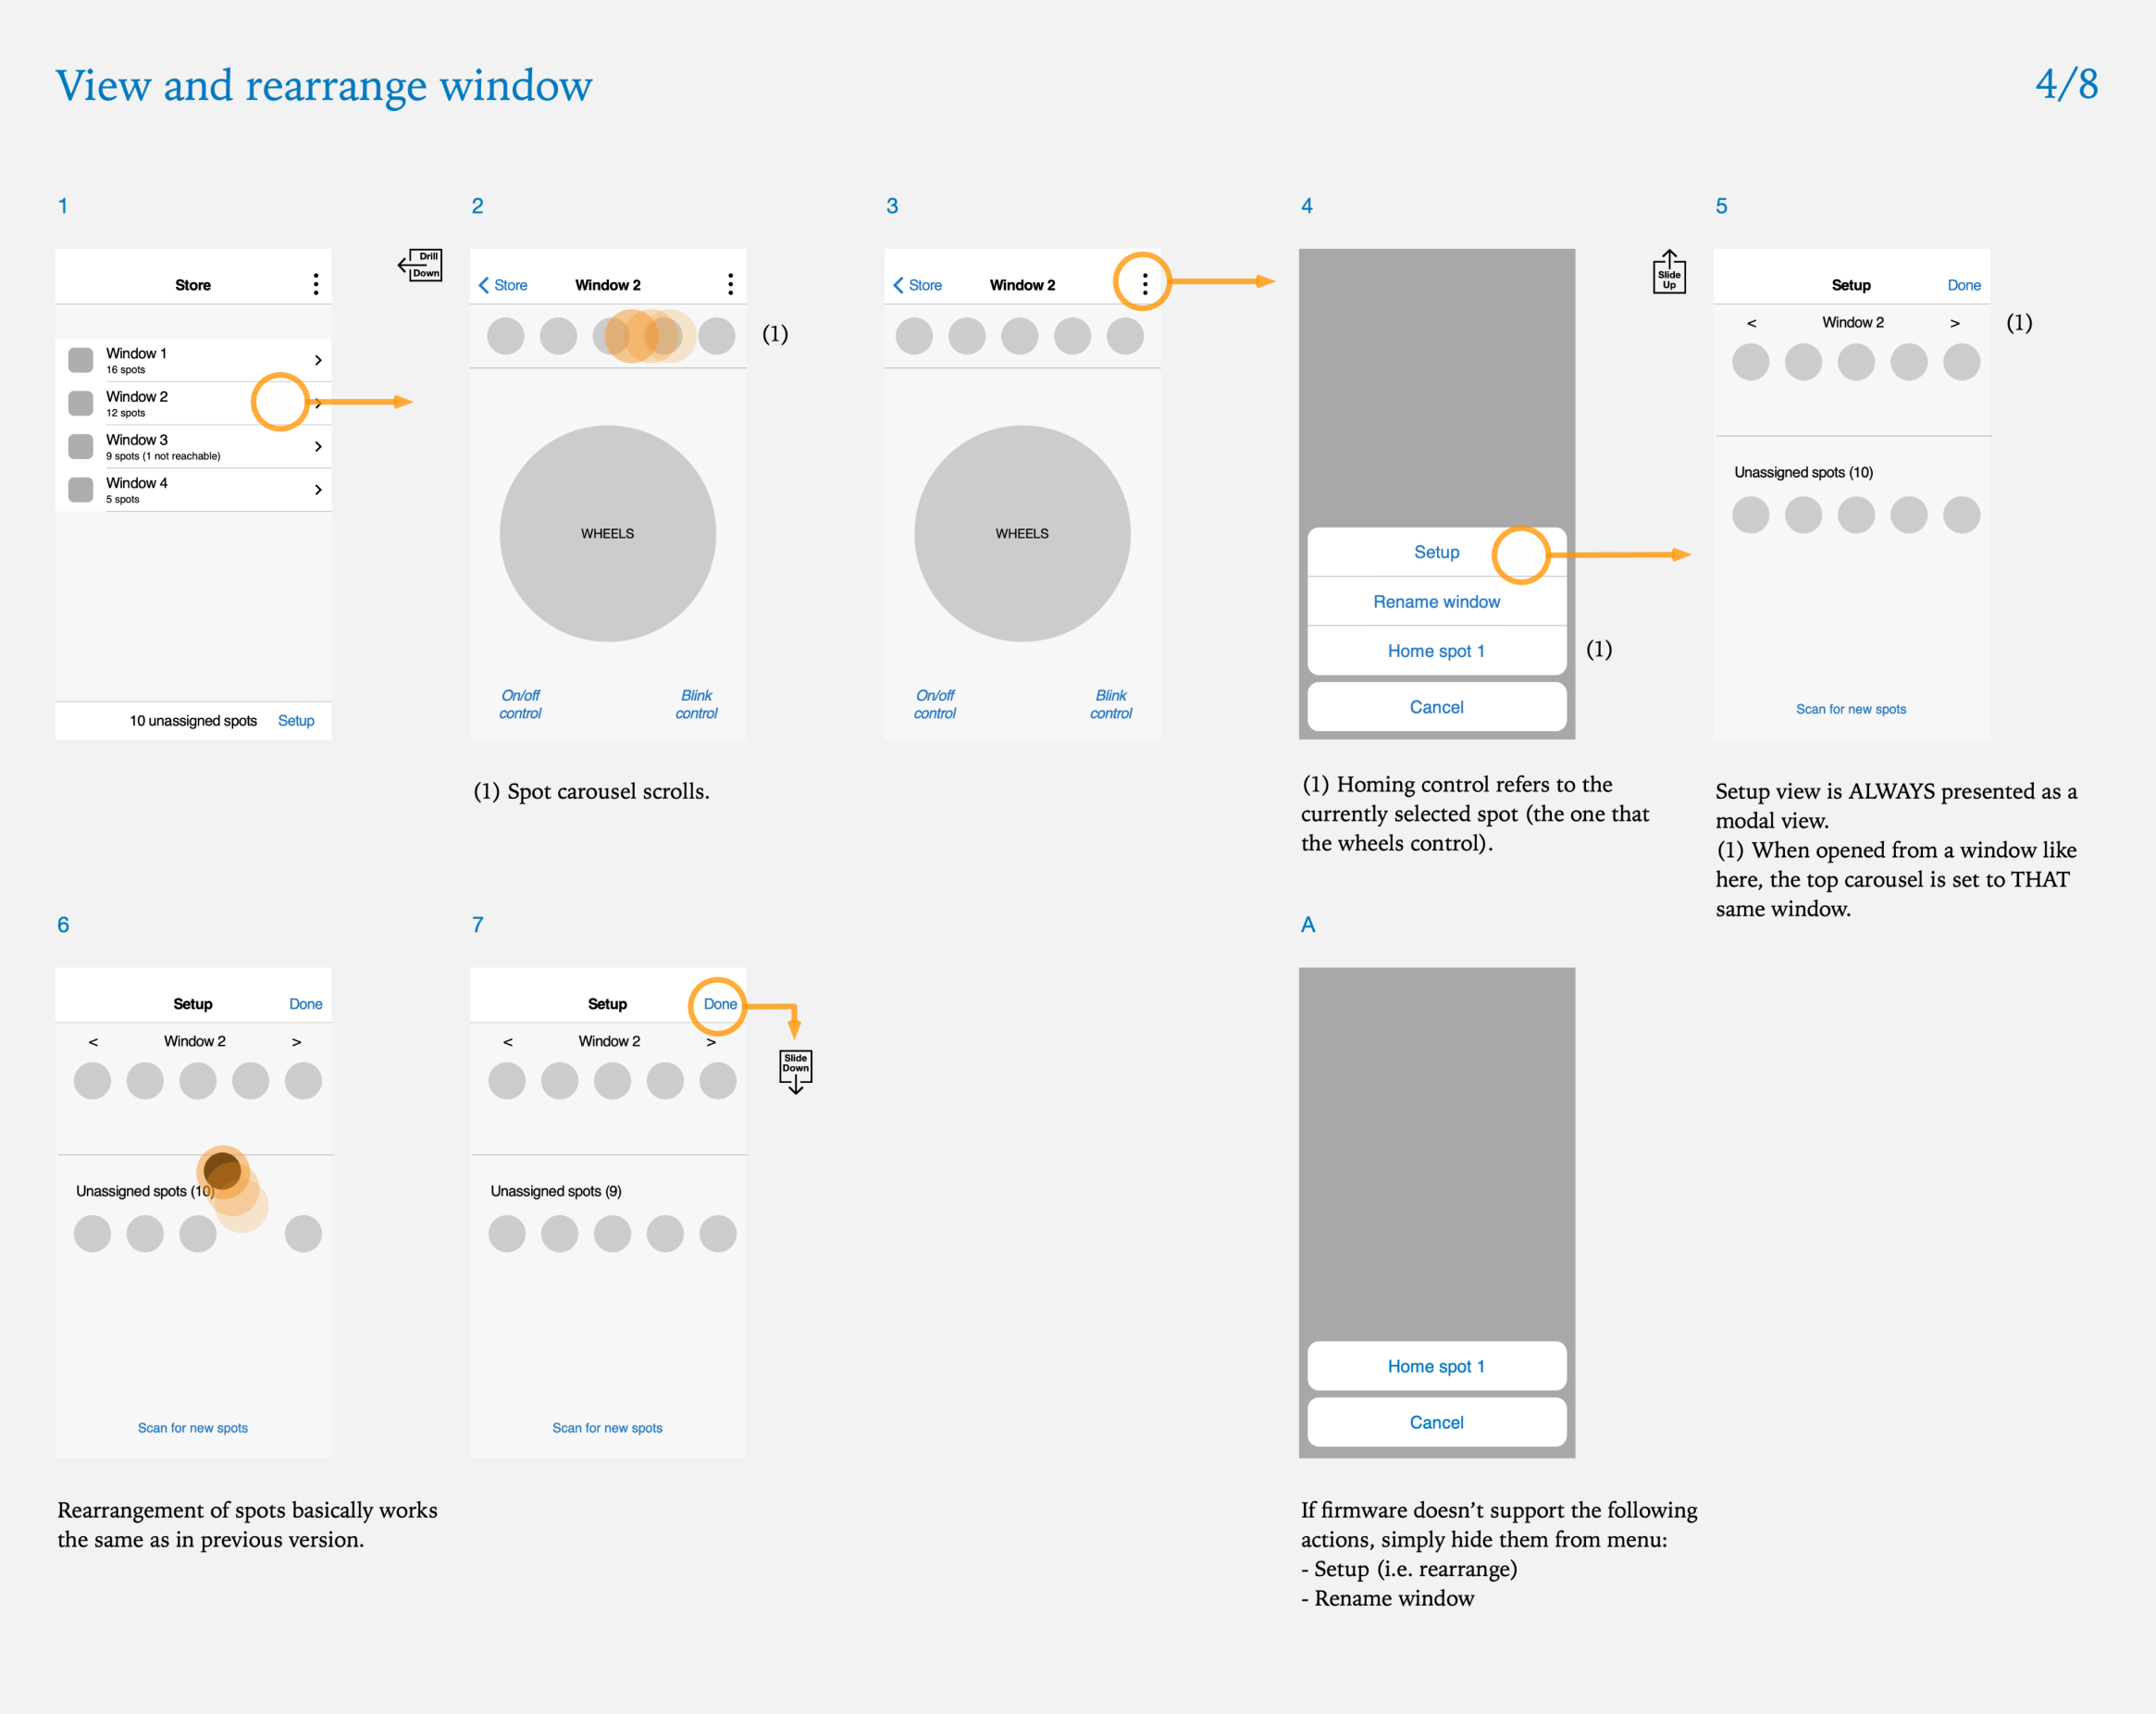 View and rearrange window
4/8
1
Store
Window 1
16 spots
Window 2
12 spots
Window 3
9 spots (1 not reachable)
Window 4
5 spots
10 unassigned spots Setup
Drill
Down
2
< Store Window 2
(1)
WHEELS
On/off
control
Blink
control
(1) Spot carousel scrolls.
3
< Store Window 2
WHEELS
On/off
control
Blink
control
4
Setup
Rename window
Home spot 1
(1)
Cancel
(1) Homing control refers to the
currently selected spot (the one that
the wheels control).
Slide
Up
5
Setup Done
< Window 2 >
(1)
Unassigned spots (10)
Scan for new spots
Setup view is ALWAYS presented as a
modal view.
(1) When opened from a window like
here, the top carousel is set to THAT
same window.
6
Setup Done
< Window 2 >
Unassigned spots (10)
Scan for new spots
Rearrangement of spots basically works
the same as in previous version.
7
Setup Done
< Window 2 >
Slide
Down
Unassigned spots (9)
Scan for new spots
A
Home spot 1
Cancel
If firmware doesn’t support the following
actions, simply hide them from menu:
- Setup (i.e. rearrange)
- Rename window